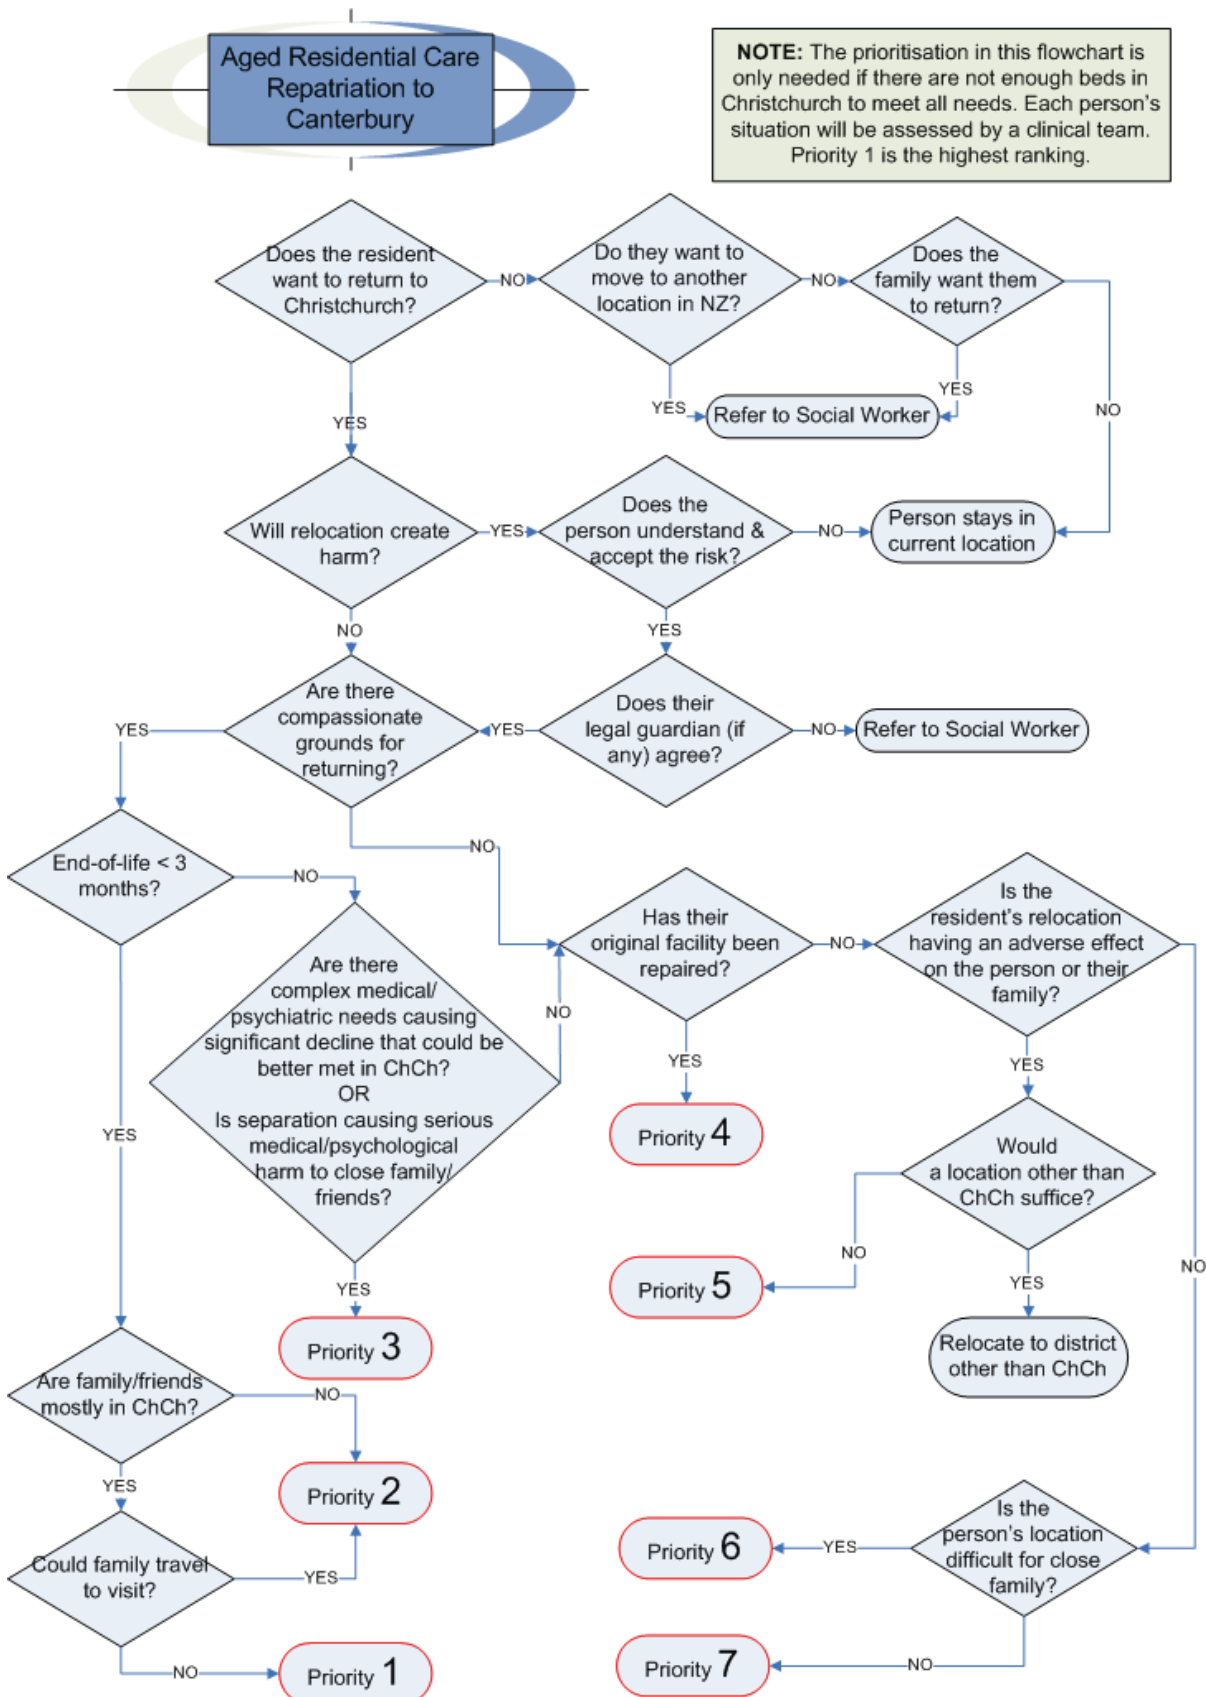 Aged Residential Care
Repatriation to
Canterbury
NOTE: The prioritisation in this flowchart is
only needed if there are not enough beds in
Christchurch to meet all needs. Each person's
situation will be assessed by a clinical team.
Priority 1 is the highest ranking.
Does the resident
want to return to
Christchurch?
NO
Do they want to
move to another
location in NZ?
NO
Does the
family want them
to return?
YES
YES
Refer to Social Worker
YES
NO
Will relocation create
harm?
YES
Does the
person understand &
accept the risk?
NO
Person stays in
current location
NO
YES
Are there
compassionate
grounds for
returning?
YES
Does their
legal guardian (if
any) agree?
NO
Refer to Social Worker
YES
NO
End-of-life < 3
months?
NO
Are there
complex medical/
psychiatric needs causing
significant decline that could be
better met in ChCh?
OR
Is separation causing serious
medical/psychological
harm to close family/
friends?
NO
Has their
original facility been
repaired?
NO
Is the
resident's relocation
having an adverse effect
on the person or their
family?
YES
YES
YES
NO
Priority 4
Would
a location other than
ChCh suffice?
NO
Priority 5
YES
Relocate to district
other than ChCh
YES
Priority 3
Are family/friends
mostly in ChCh?
NO
Priority 2
YES
Could family travel
to visit?
YES
NO
Priority 1
Is the
person's location
difficult for close
family?
YES
Priority 6
NO
Priority 7